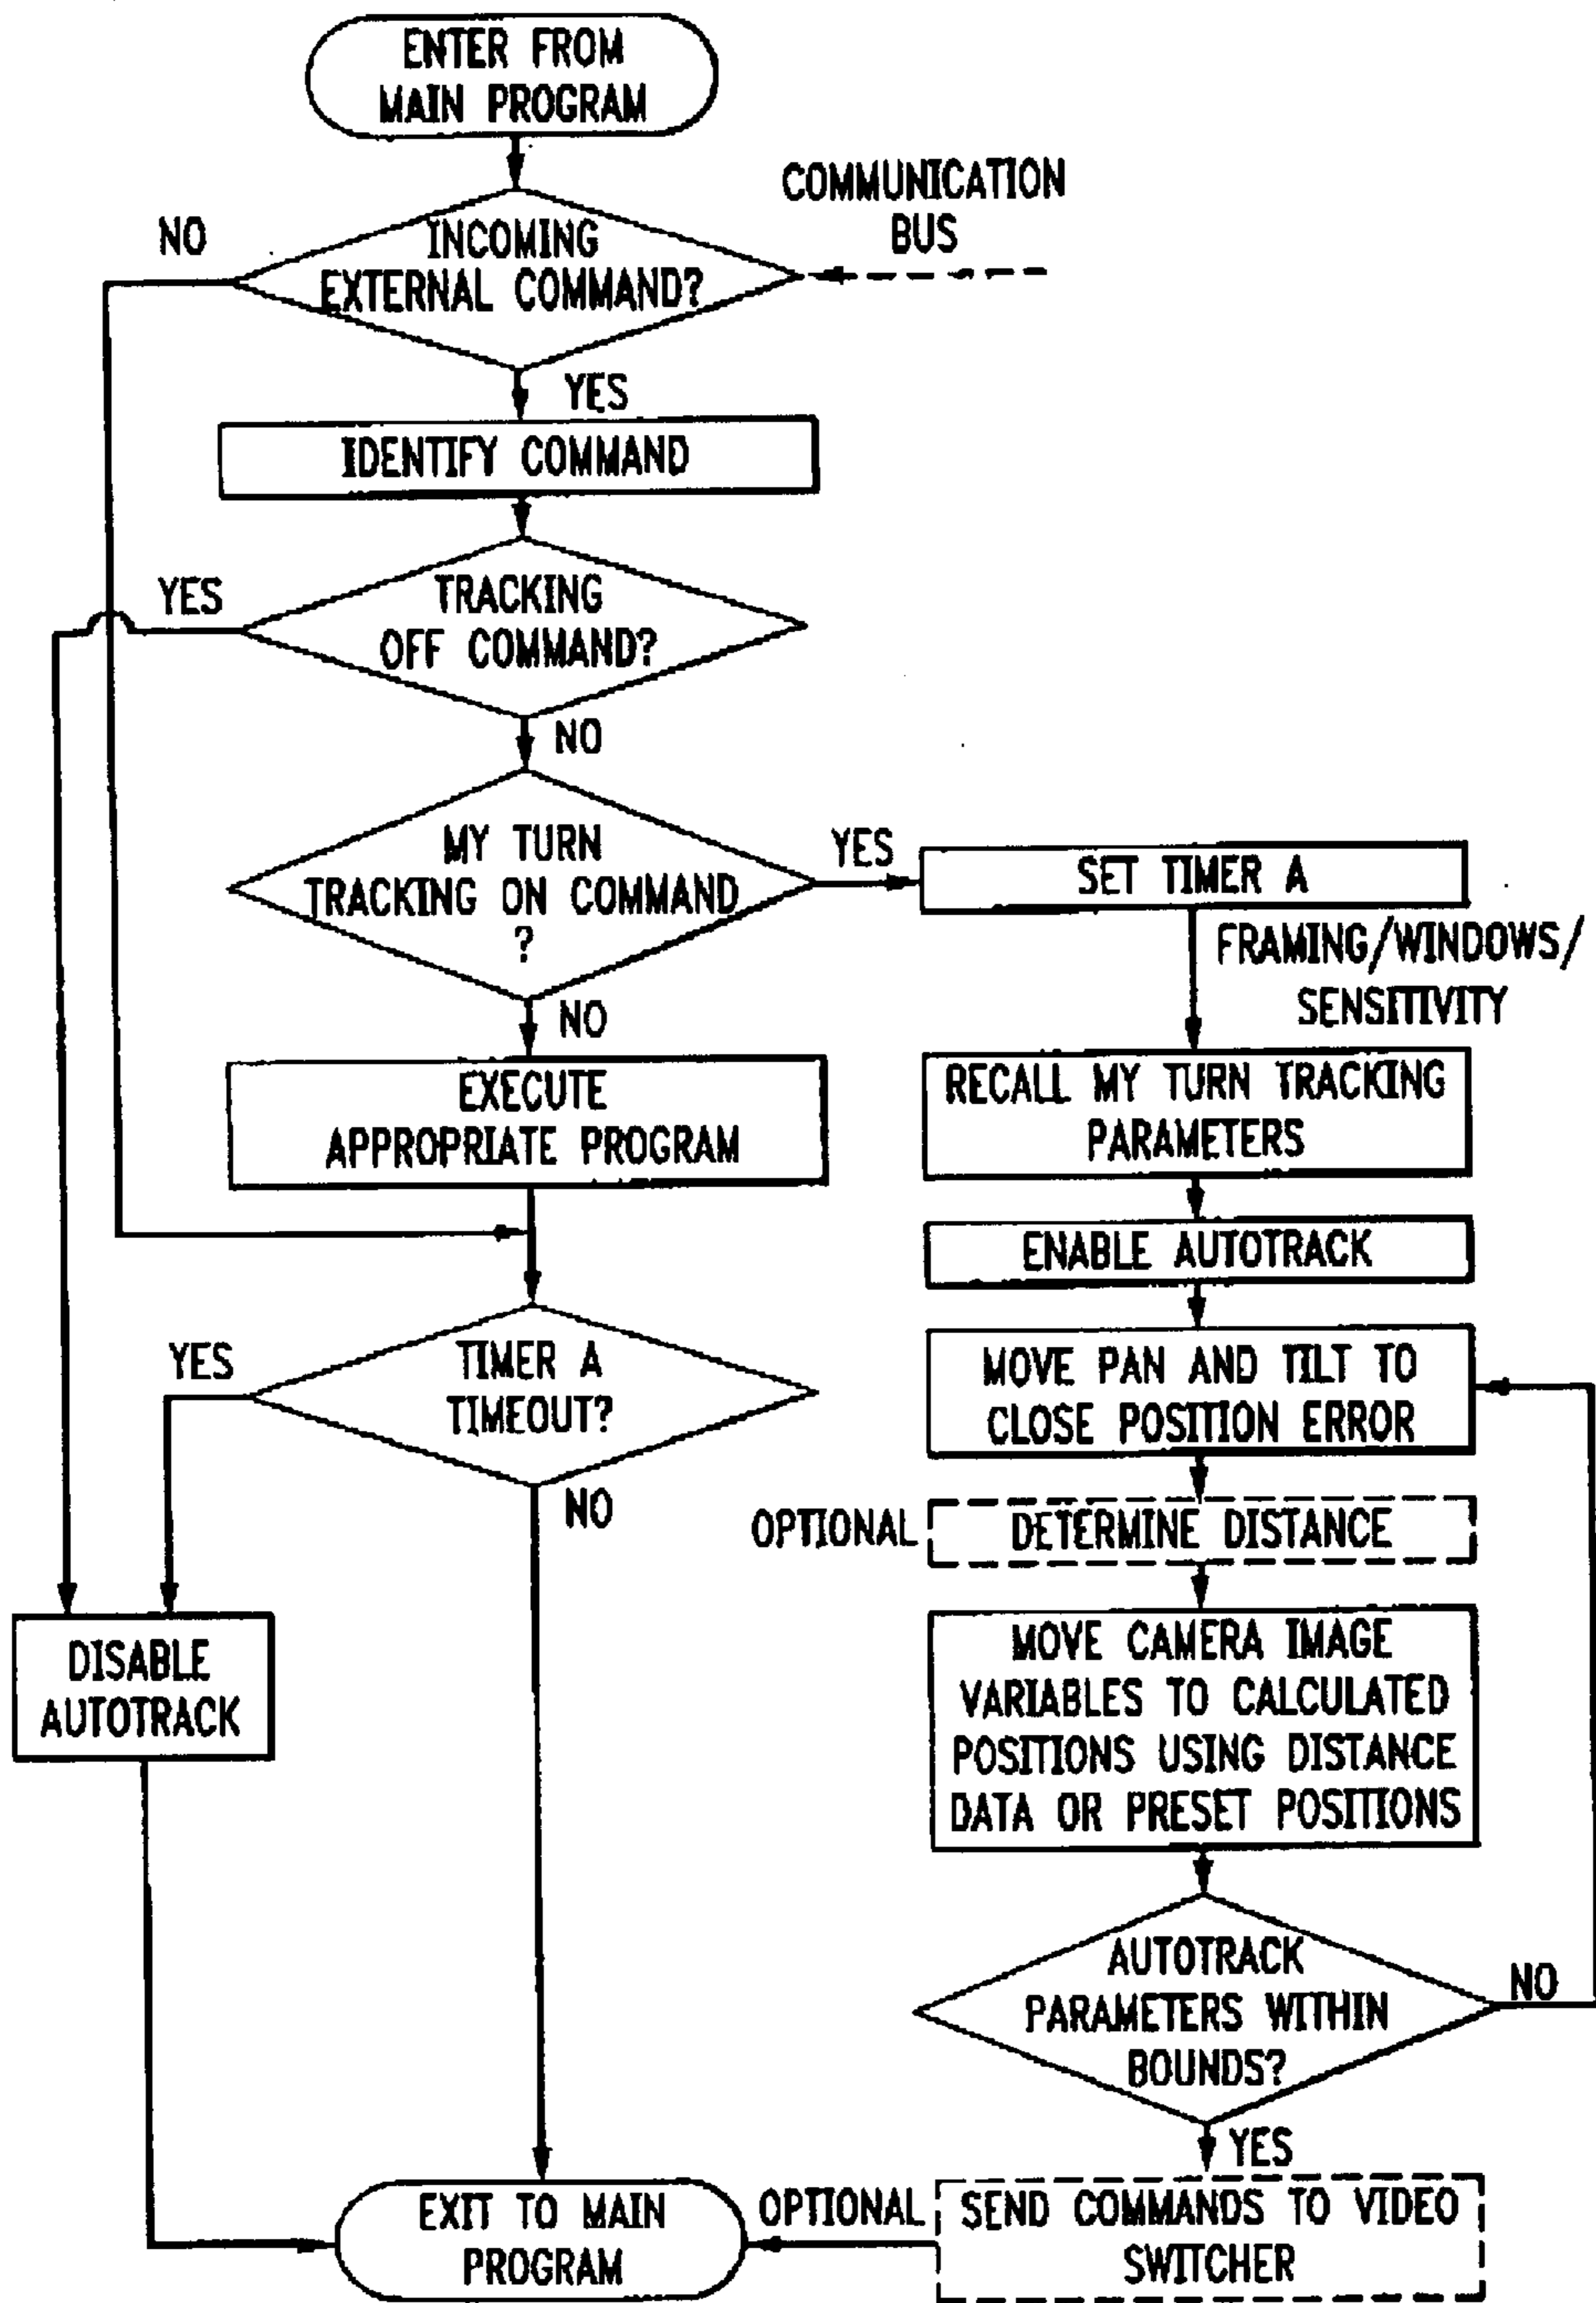 ENTER FROM
MAIN PROGRAM
COMMUNICATION
BUS
NO
INCOMING
EXTERNAL COMMAND?
YES
IDENTIFY COMMAND
YES
TRACKING
OFF COMMAND?
NO
MY TURN
TRACKING ON COMMAND
?
YES
SET TIMER A
FRAMING/WINDOWS/
SENSITIVITY
NO
EXECUTE
APPROPRIATE PROGRAM
RECALL MY TURN TRACKING
PARAMETERS
ENABLE AUTOTRACK
YES
TIMER A
TIMEOUT?
NO
MOVE PAN AND TILT TO
CLOSE POSITION ERROR
OPTIONAL
DETERMINE DISTANCE
DISABLE
AUTOTRACK
MOVE CAMERA IMAGE
VARIABLES TO CALCULATED
POSITIONS USING DISTANCE
DATA OR PRESET POSITIONS
AUTOTRACK
PARAMETERS WITHIN
BOUNDS?
NO
YES
EXIT TO MAIN
PROGRAM
OPTIONAL
SEND COMMANDS TO VIDEO
SWITCHER